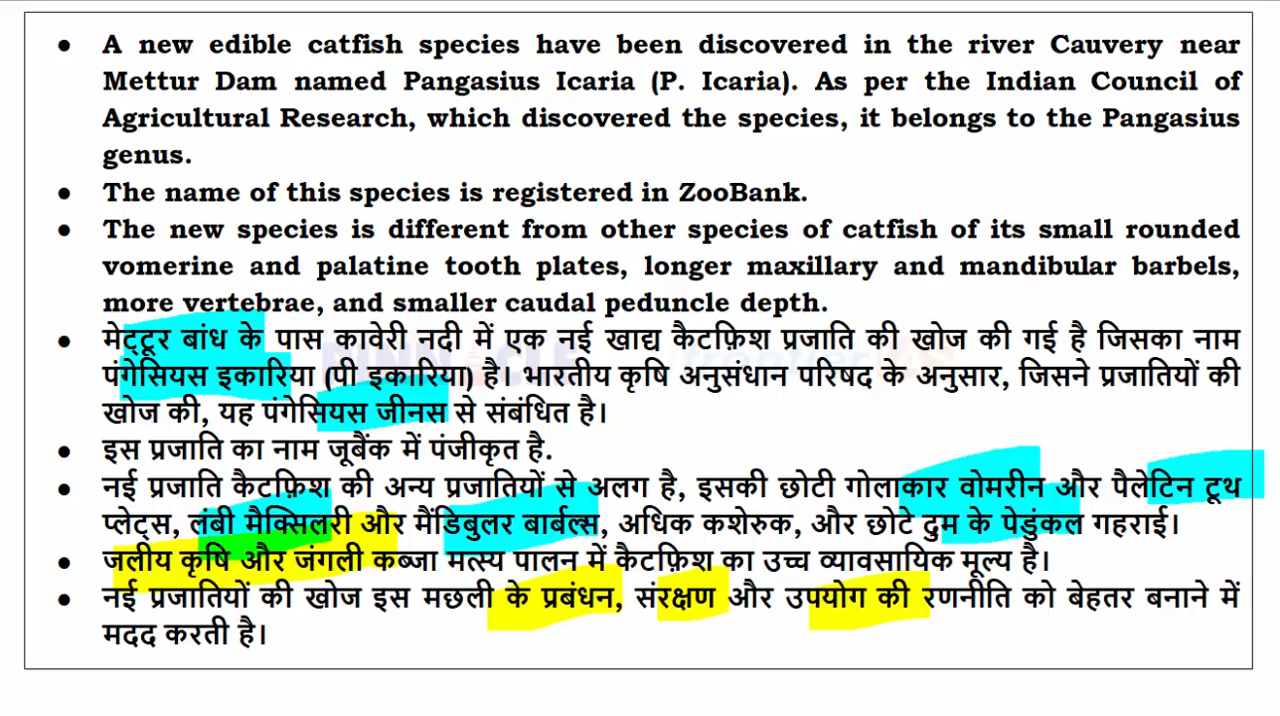 • A new edible catfish species have been discovered in the river Cauvery near
Mettur Dam named Pangasius Icaria (P. Icaria). As per the Indian Council of
Agricultural Research, which discovered the species, it belongs to the Pangasius
genus.
• The name of this species is registered in ZooBank.
• The new species is different from other species of catfish of its small rounded
vomerine and palatine tooth plates, longer maxillary and mandibular barbels,
more vertebrae, and smaller caudal peduncle depth.
• मेट्टूर बांध के पास कावेरी नदी में एक नई खाद्य कैटफ़िश प्रजाति की खोज की गई है जिसका नाम
पंगेसियस इकारिया (पी इकारिया) है। भारतीय कृषि अनुसंधान परिषद के अनुसार, जिसने प्रजातियों की
खोज की, यह पंगेसियस जीनस से संबंधित है।
• इस प्रजाति का नाम जूबैंक में पंजीकृत है.
• नई प्रजाति कैटफ़िश की अन्य प्रजातियों से अलग है, इसकी छोटी गोलाकार वोमरीन और पैलेटिन टूथ
प्लेट्स, लंबी मैक्सिलरी और मैंडिबुलर बार्बल्स, अधिक कशेरुक, और छोटे दुम के पेडुंकल गहराई।
• जलीय कृषि और जंगली कब्जा मत्स्य पालन में कैटफ़िश का उच्च व्यावसायिक मूल्य है।
• नई प्रजातियों की खोज इस मछली के प्रबंधन, संरक्षण और उपयोग की रणनीति को बेहतर बनाने में
मदद करती है।